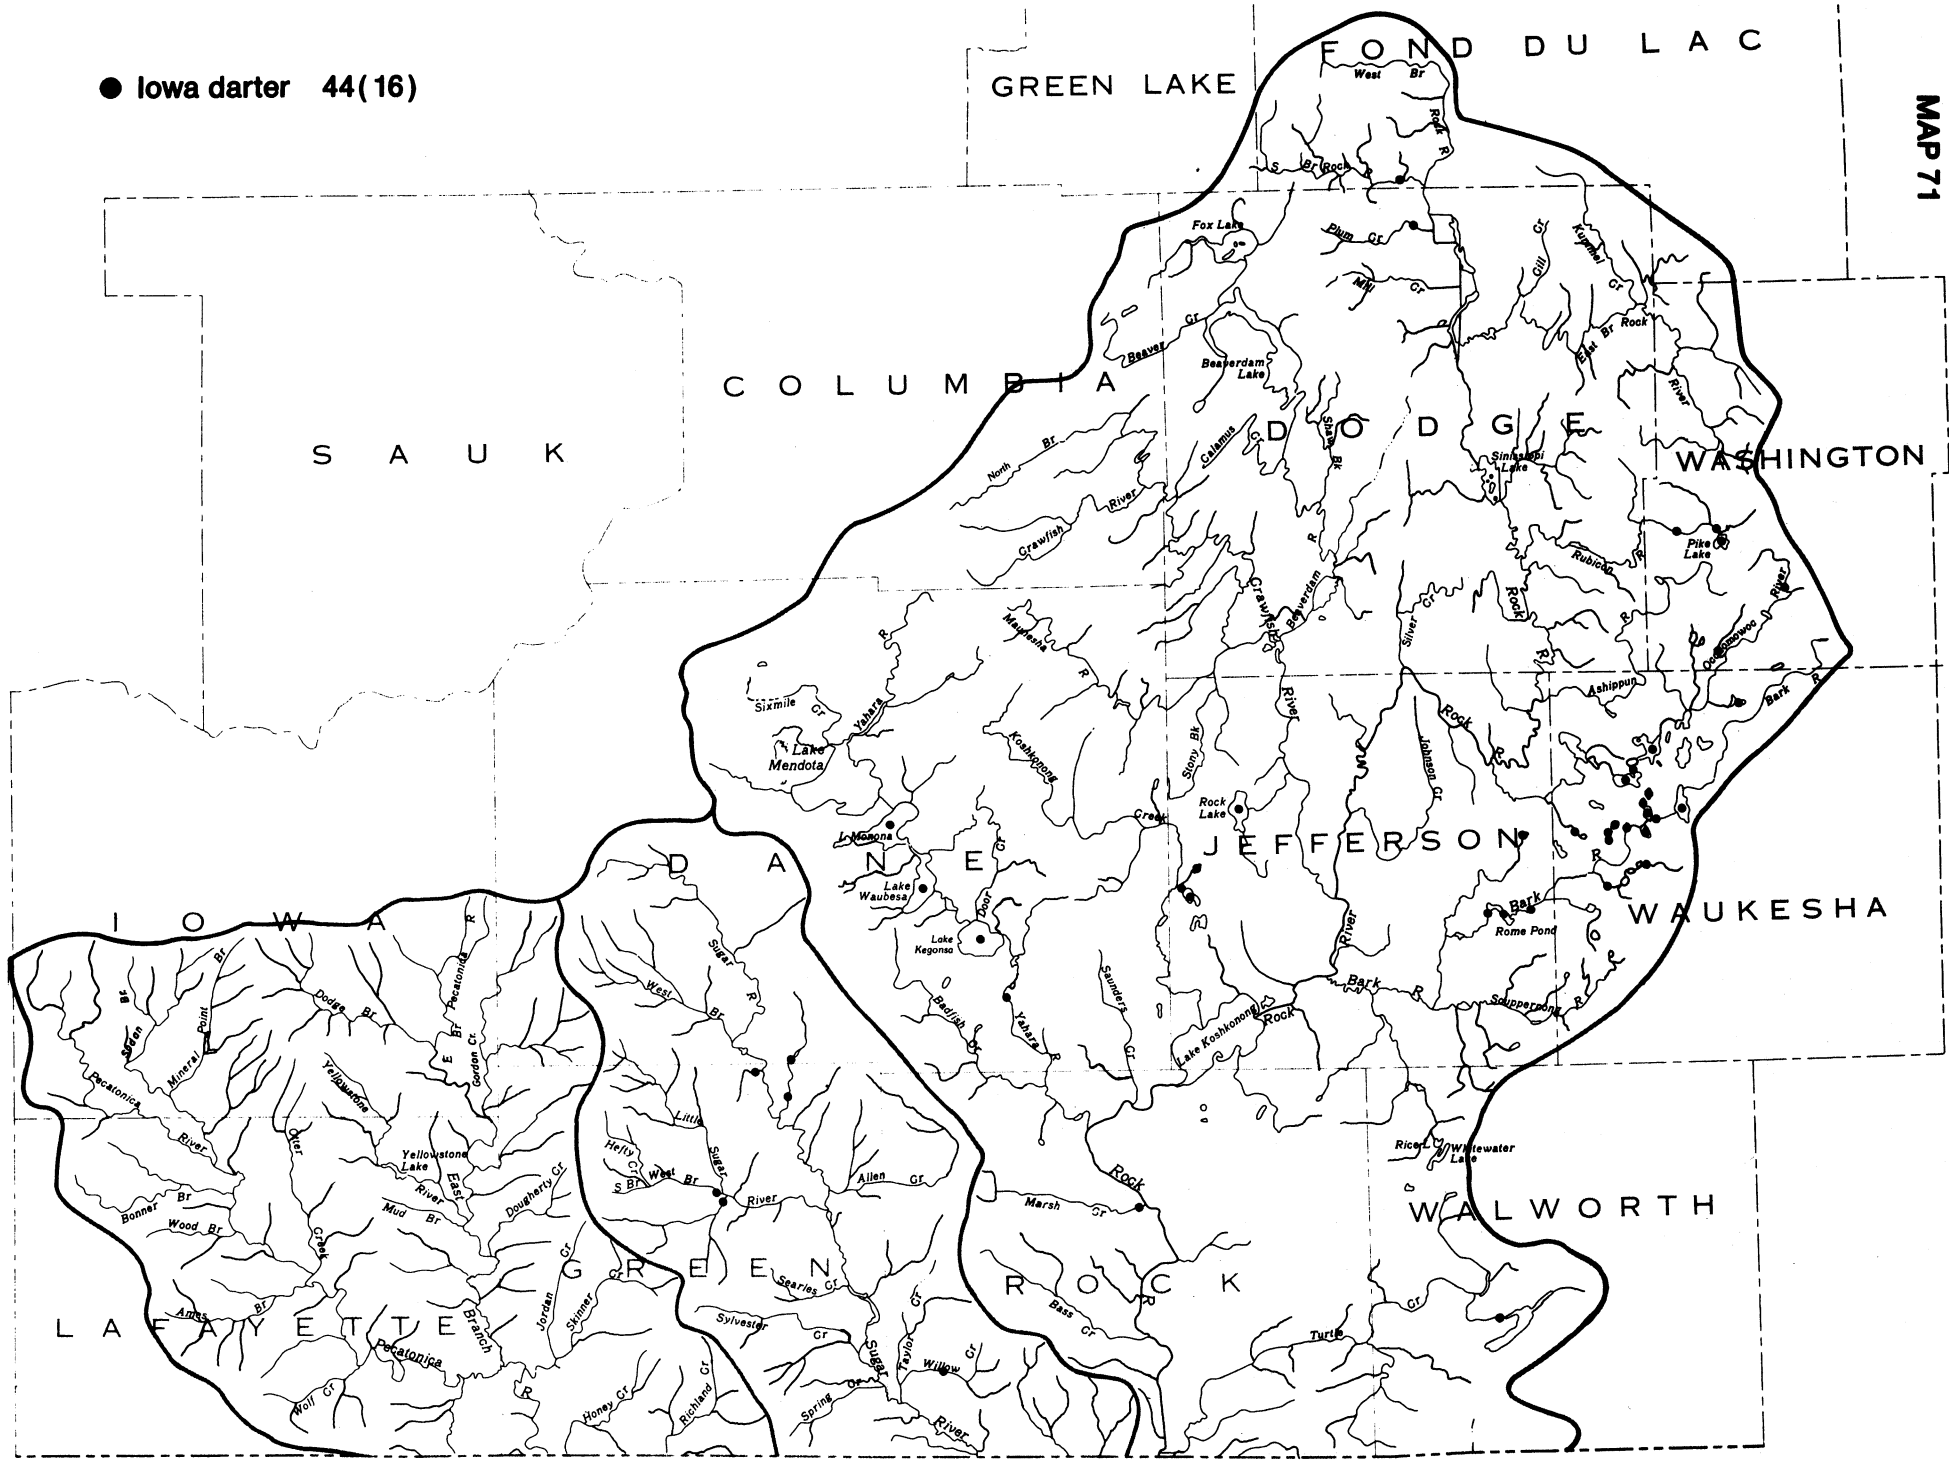 ● Iowa darter 44(16)
MAP 71
FOND DU LAC
GREEN LAKE
West Br
Rock R
S Br Rock R
Fox Lake
Plum Cr
Mill Cr
Gill Cr
Kummel Cr
East Br Rock
River
Beaver Cr
Beaverdam
Lake
COLUMBIA
SAUK
DODGE
WASHINGTON
North Br
Calamus Cr
Shaw Bk
Sinissippi
Lake
Crawfish River
Pike
Lake
Rubicon R
Crawfish
Beaverdam R
Silver Cr
Rock
R
R
Oconomowoc River
Maunesha R
R
Yahara
Sixmile Cr
Lake
Mendota
Koshkonong
Creek
Stony Bk
River
Johnson Cr
Rock R
Ashippun
Bark R
Rock
Lake
JEFFERSON
L Monona
DANE
Lake
Waubesa
Door Cr
Lake
Kegonsa
R
Bark
Rome Pond
WAUKESHA
River
IOWA
Pecatonica R
E Br
Gordon Cr.
Sugar R
West Br
Dodge Br
Mineral Point Br
Sudan Br
Badfish Cr
Yahara R
Saunders Cr
Lake Koshkonong
Rock
Bark R
Scuppernong R
Pecatonica
River
Yellowstone
Otter
Creek
Yellowstone
Lake
River
East
Dougherty Cr
Mud Br
Bonner Br
Wood Br
Little
Sugar
Hefty Cr
S Br West Br
River
Allen Cr
Rice L
Whitewater
Lake
Marsh Cr
Rock
R
WALWORTH
GREEN
ROCK
LAFAYETTE
Ames Br
Pecatonica
Branch
R
Wolf Cr
Jordan Cr
Skinner Cr
Honey Cr
Richland Cr
Searles Cr
Sylvester Cr
Sugar
Taylor Cr
Willow Cr
Spring Cr
River
Bass Cr
Turtle Cr